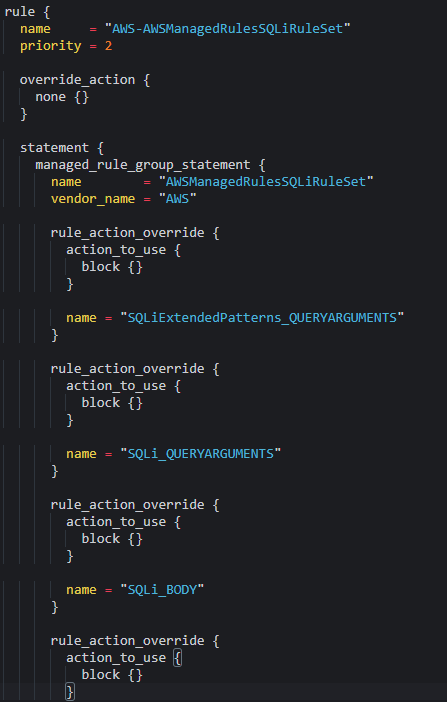 rule {
  name     = "AWS-AWSManagedRulesSQLiRuleSet"
  priority = 2

  override_action {
    none {}
  }

  statement {
    managed_rule_group_statement {
      name        = "AWSManagedRulesSQLiRuleSet"
      vendor_name = "AWS"

      rule_action_override {
        action_to_use {
          block {}
        }

        name = "SQLiExtendedPatterns_QUERYARGUMENTS"
      }

      rule_action_override {
        action_to_use {
          block {}
        }

        name = "SQLi_QUERYARGUMENTS"
      }

      rule_action_override {
        action_to_use {
          block {}
        }

        name = "SQLi_BODY"
      }

      rule_action_override {
        action_to_use {
          block {}
        }